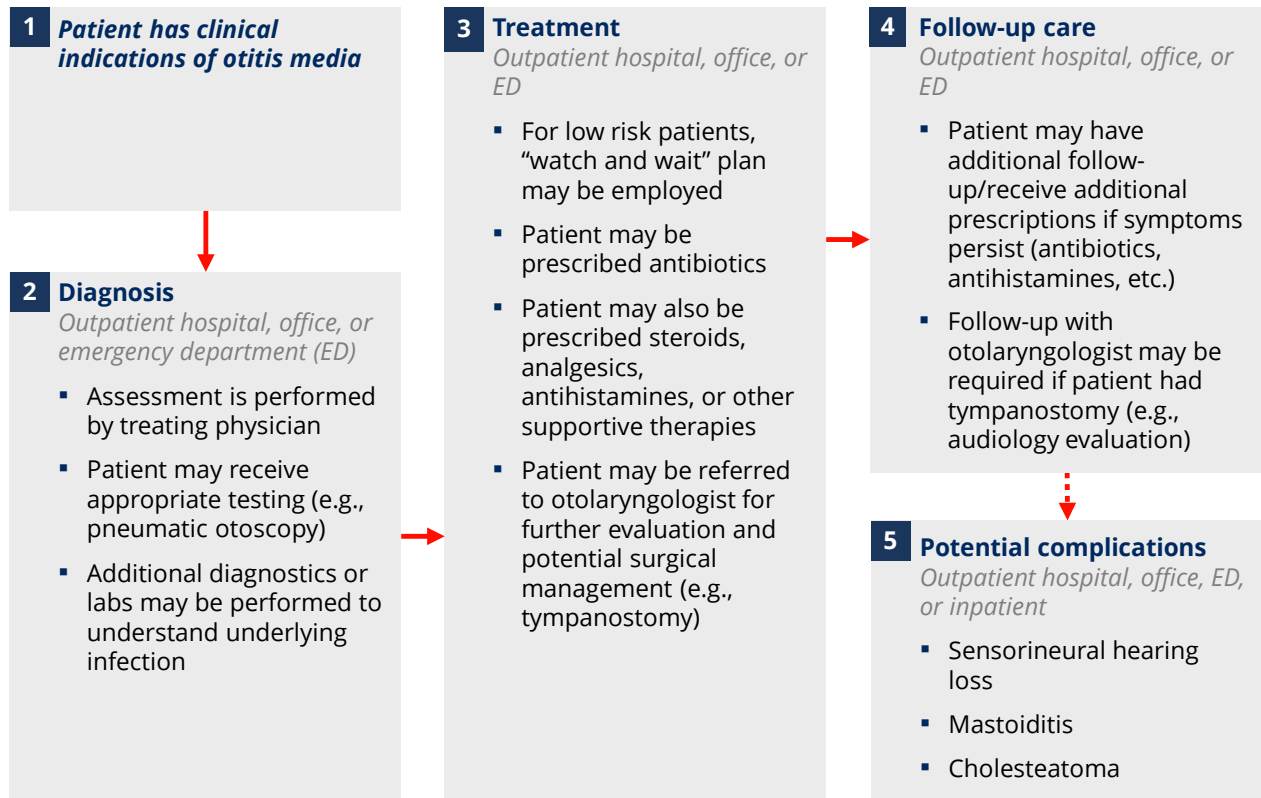 1 Patient has clinical
indications of otitis media
2 Diagnosis
Outpatient hospital, office, or
emergency department (ED)
▪ Assessment is performed
by treating physician
▪ Patient may receive
appropriate testing (e.g.,
pneumatic otoscopy)
▪ Additional diagnostics or
labs may be performed to
understand underlying
infection
3 Treatment
Outpatient hospital, office, or
ED
▪ For low risk patients,
“watch and wait” plan
may be employed
▪ Patient may be
prescribed antibiotics
▪ Patient may also be
prescribed steroids,
analgesics,
antihistamines, or other
supportive therapies
▪ Patient may be referred
to otolaryngologist for
further evaluation and
potential surgical
management (e.g.,
tympanostomy)
4 Follow-up care
Outpatient hospital, office, or
ED
▪ Patient may have
additional follow-
up/receive additional
prescriptions if symptoms
persist (antibiotics,
antihistamines, etc.)
▪ Follow-up with
otolaryngologist may be
required if patient had
tympanostomy (e.g.,
audiology evaluation)
5 Potential complications
Outpatient hospital, office, ED,
or inpatient
▪ Sensorineural hearing
loss
▪ Mastoiditis
▪ Cholesteatoma